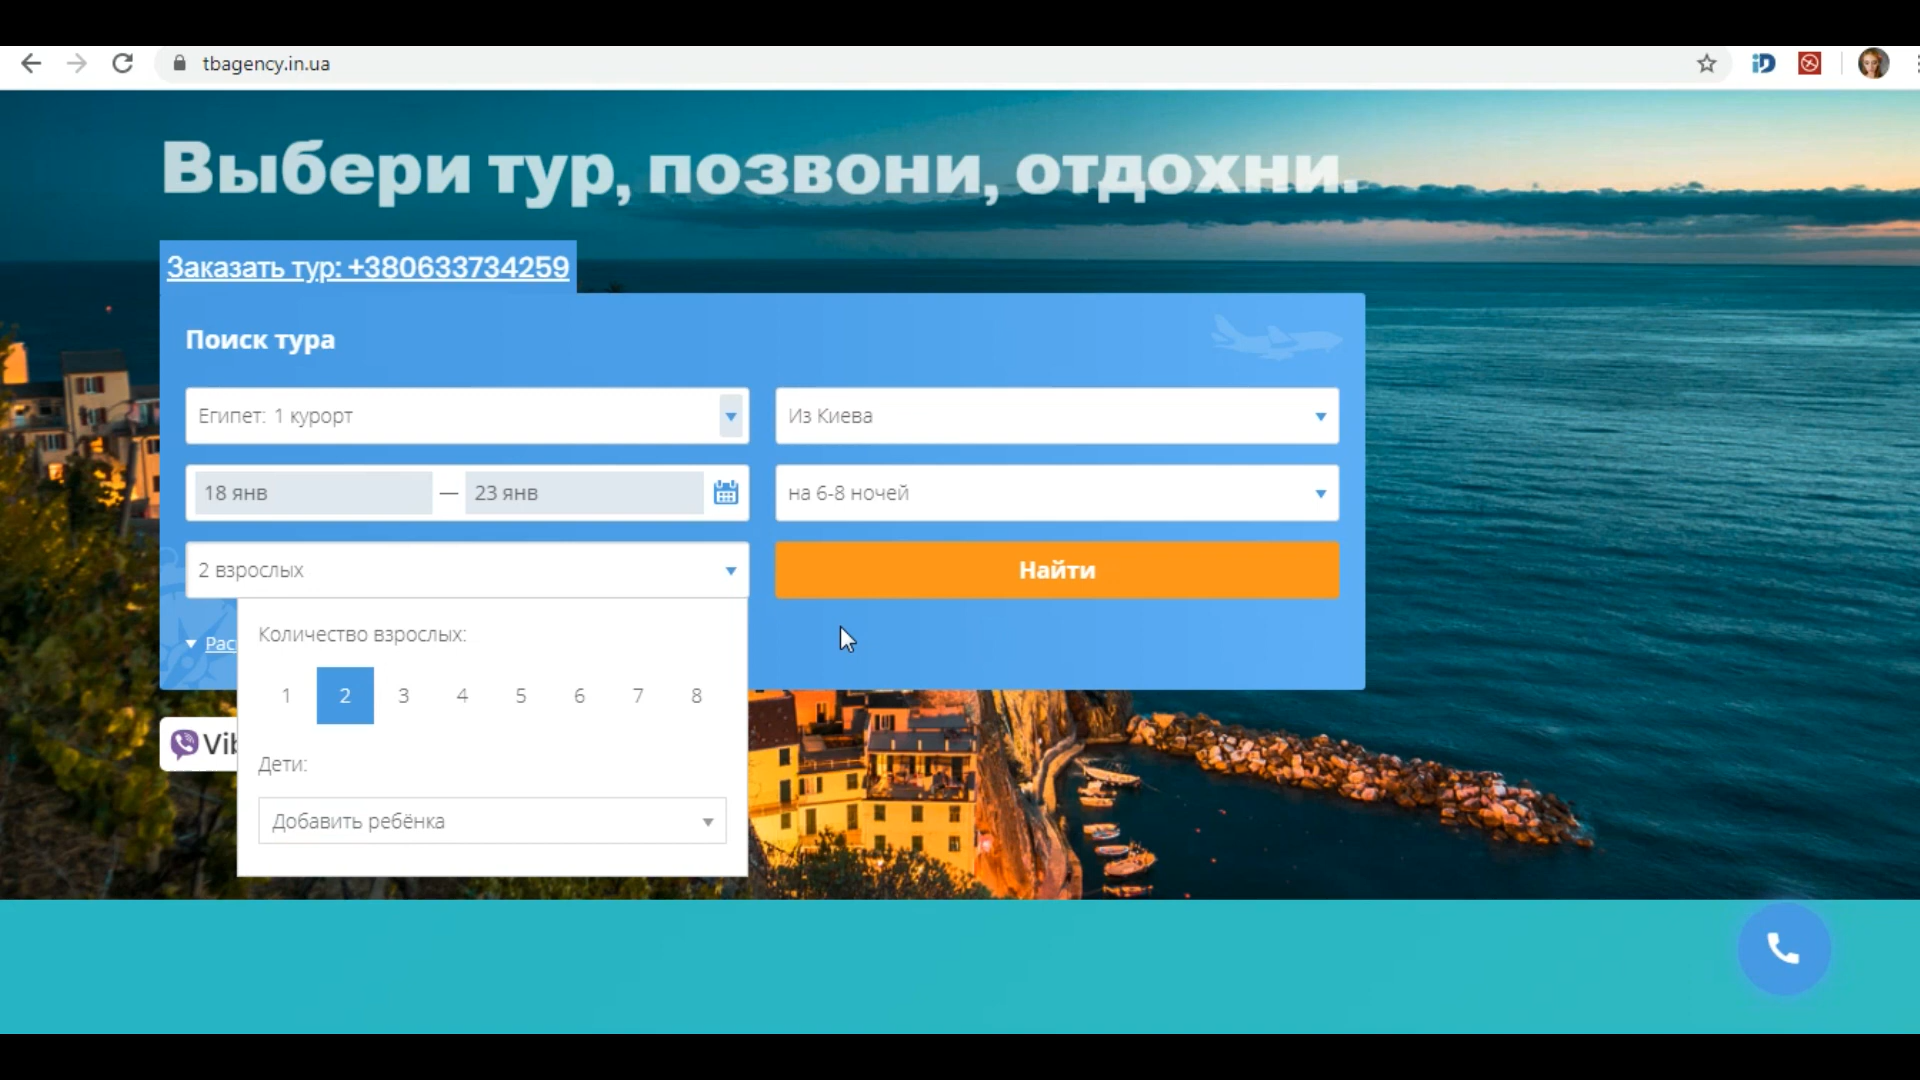 tbagency.in.ua
Выбери тур, позвони, отдохни.
Заказать тур: +380633734259
Поиск тура
Египет: 1 курорт
Из Киева
18 янв — 23 янв
на 6-8 ночей
2 взрослых
Найти
Количество взрослых:
1 2 3 4 5 6 7 8
Дети:
Добавить ребёнка